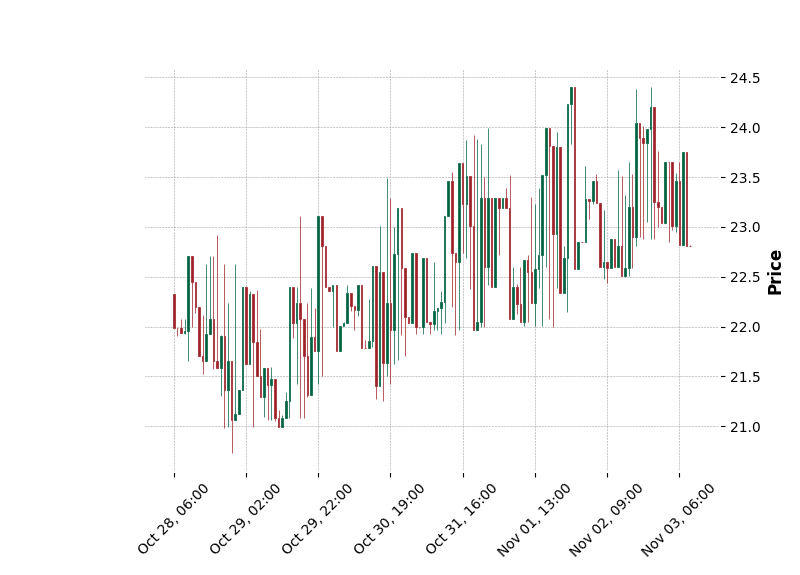 24.5
24.0
23.5
23.0
22.5
22.0
21.5
21.0
Price
Oct 28, 06:00
Oct 29, 02:00
Oct 29, 22:00
Oct 30, 19:00
Oct 31, 16:00
Nov 01, 13:00
Nov 02, 09:00
Nov 03, 06:00